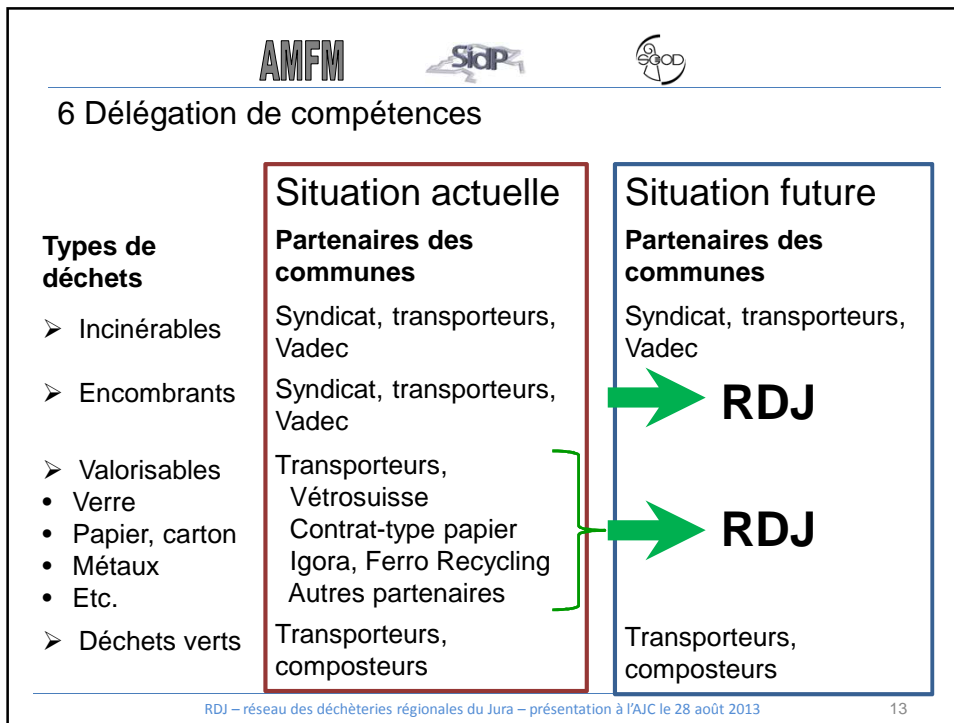 AMFM
SidP
6 Délégation de compétences
Types de
déchets
Situation actuelle
Partenaires des
communes
Situation future
Partenaires des
communes
➢ Incinérables
Syndicat, transporteurs,
Vadec
Syndicat, transporteurs,
Vadec
➢ Encombrants
Syndicat, transporteurs,
Vadec
RDJ
➢ Valorisables
• Verre
• Papier, carton
• Métaux
• Etc.
Transporteurs,
Vétrosuisse
Contrat-type papier
Igora, Ferro Recycling
Autres partenaires
RDJ
➢ Déchets verts
Transporteurs,
composteurs
Transporteurs,
composteurs
RDJ – réseau des déchèteries régionales du Jura – présentation à l'AJC le 28 août 2013
13